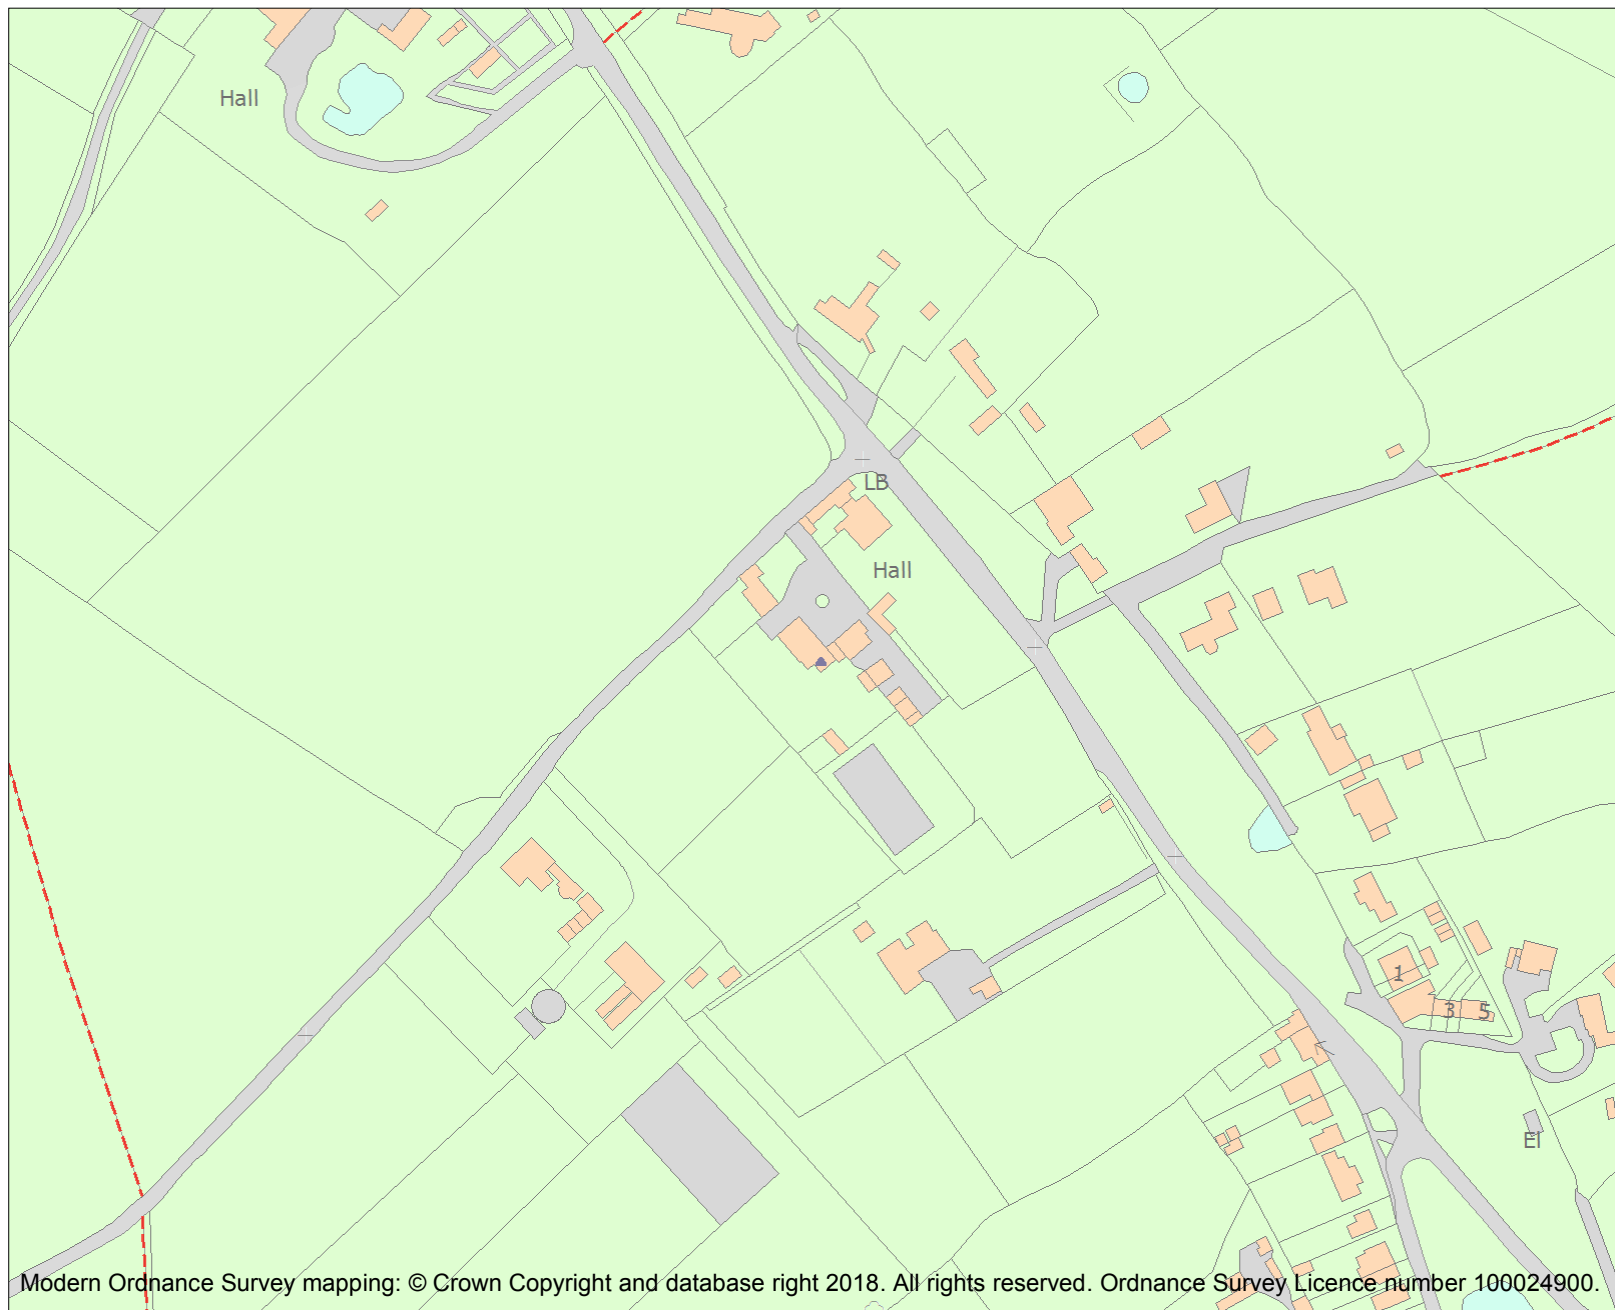 Hall
LB
Hall
1
3 5
El
Modern Ordnance Survey mapping: © Crown Copyright and database right 2018. All rights reserved. Ordnance Survey Licence number 100024900.